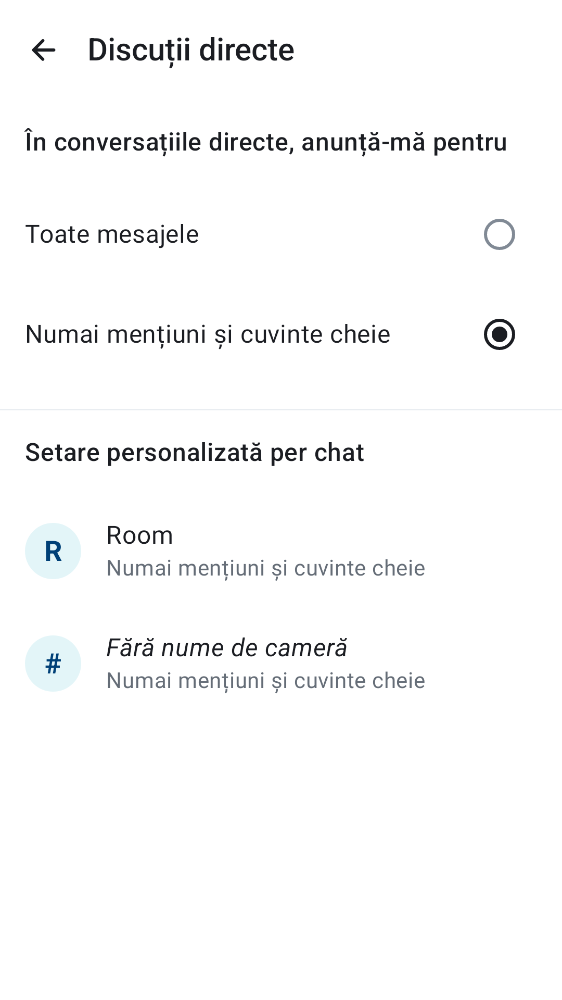 Discuții directe
În conversațiile directe, anunță-mă pentru
Toate mesajele
Numai mențiuni și cuvinte cheie
Setare personalizată per chat
R
Room
Numai mențiuni și cuvinte cheie
#
Fără nume de cameră
Numai mențiuni și cuvinte cheie